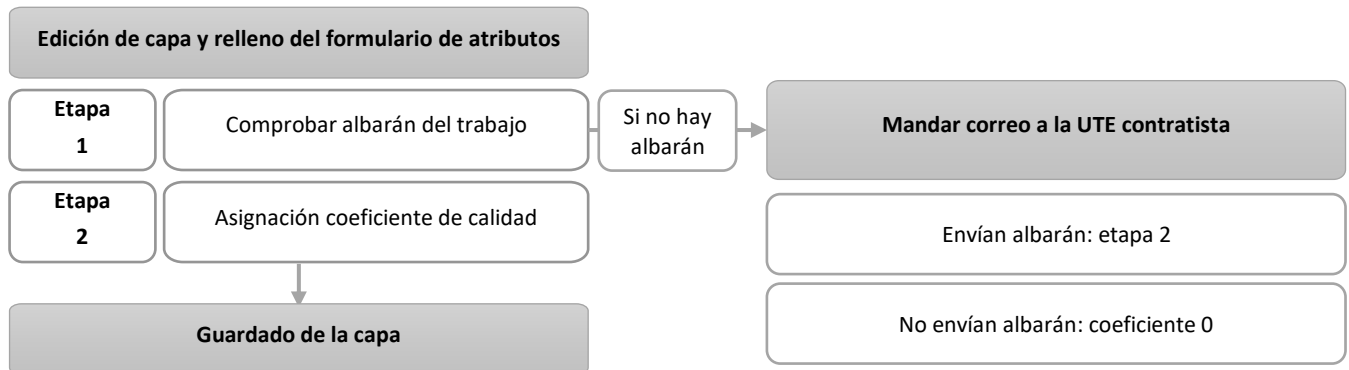 Edición de capa y relleno del formulario de atributos
Etapa
1
Comprobar albarán del trabajo
Si no hay
albarán
Mandar correo a la UTE contratista
Etapa
2
Asignación coeficiente de calidad
Envían albarán: etapa 2
No envían albarán: coeficiente 0
Guardado de la capa